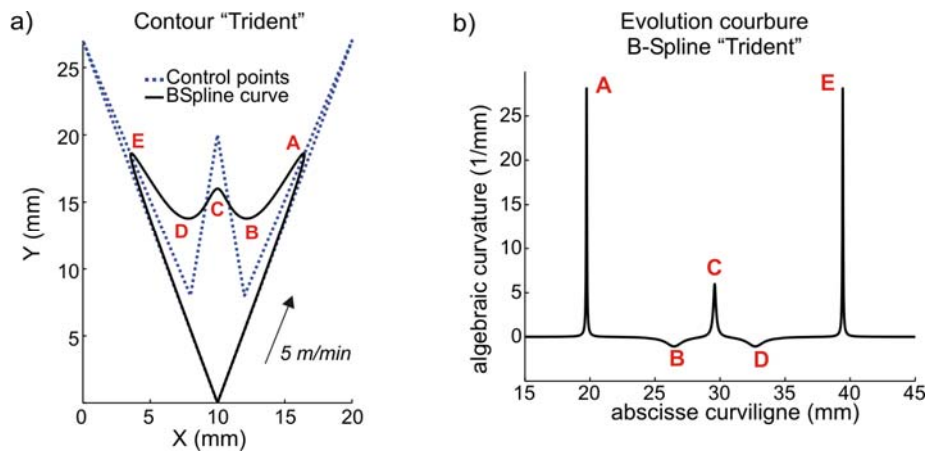 a)
Contour “Trident”
25
20
15
10
5
Y (mm)
Control points
BSpline curve
E
A
C
D
B
5 m/min
0
5
10
15
20
X (mm)
b)
Evolution courbure
B-Spline “Trident”
25
20
15
10
5
0
algebraic curvature (1/mm)
A
E
C
B
D
15
20
25
30
35
40
45
abscisse curviligne (mm)